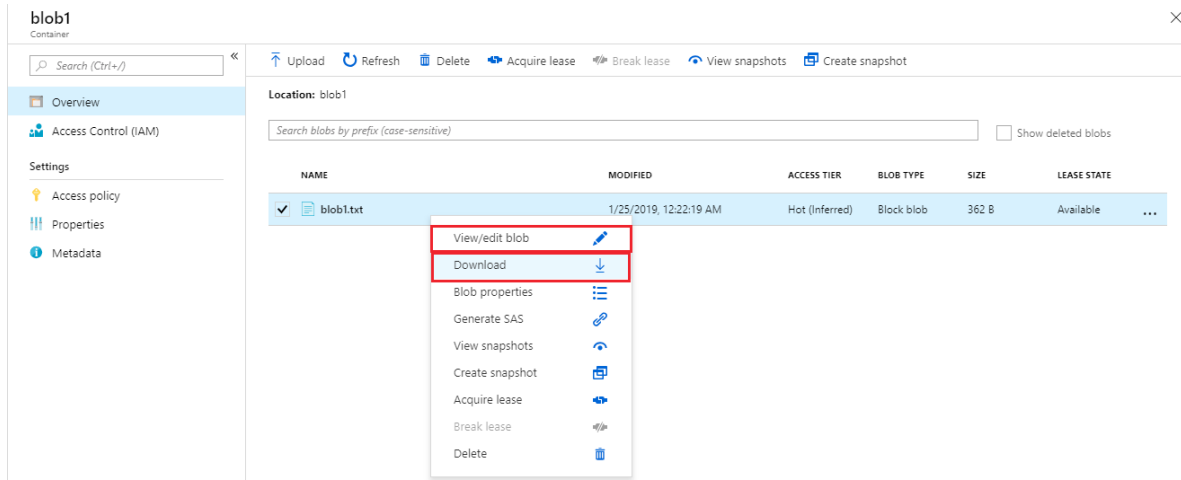 blob1
Container
Search (Ctrl+/)
«
Overview
Access Control (IAM)
Settings
Access policy
Properties
Metadata
Upload Refresh Delete Acquire lease Break lease View snapshots Create snapshot
Location: blob1
Search blobs by prefix (case-sensitive)
Show deleted blobs
NAME MODIFIED ACCESS TIER BLOB TYPE SIZE LEASE STATE
blob1.txt 1/25/2019, 12:22:19 AM Hot (Inferred) Block blob 362 B Available ...
View/edit blob
Download
Blob properties
Generate SAS
View snapshots
Create snapshot
Acquire lease
Break lease
Delete